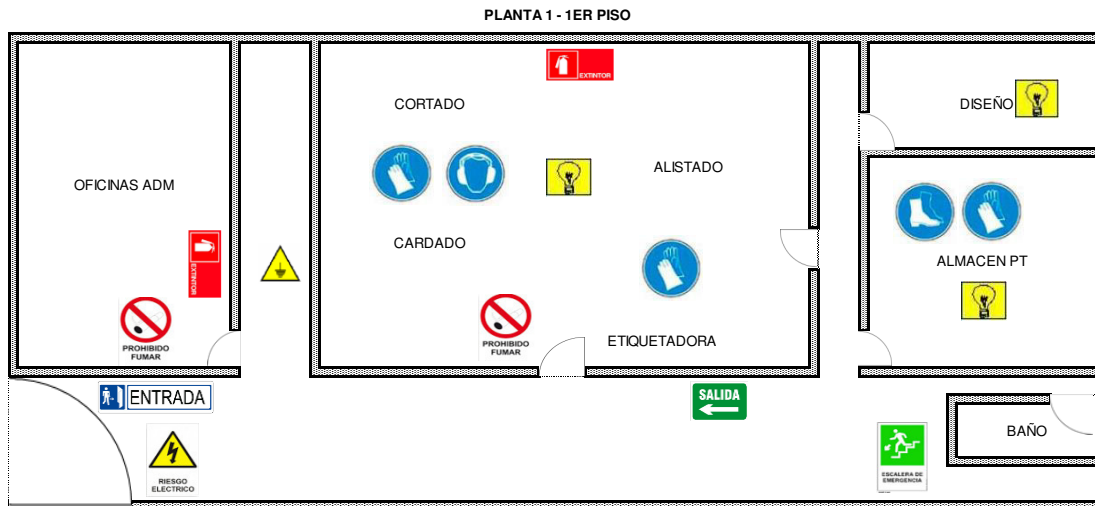 PLANTA 1 - 1ER PISO
EXTINTOR
CORTADO
DISEÑO
ALISTADO
OFICINAS ADM
CARDADO
EXTINTOR
ALMACEN PT
PROHIBIDO
FUMAR
PROHIBIDO
FUMAR
ETIQUETADORA
ENTRADA
SALIDA
BAÑO
RIESGO
ELECTRICO
ESCALERA DE
EMERGENCIA